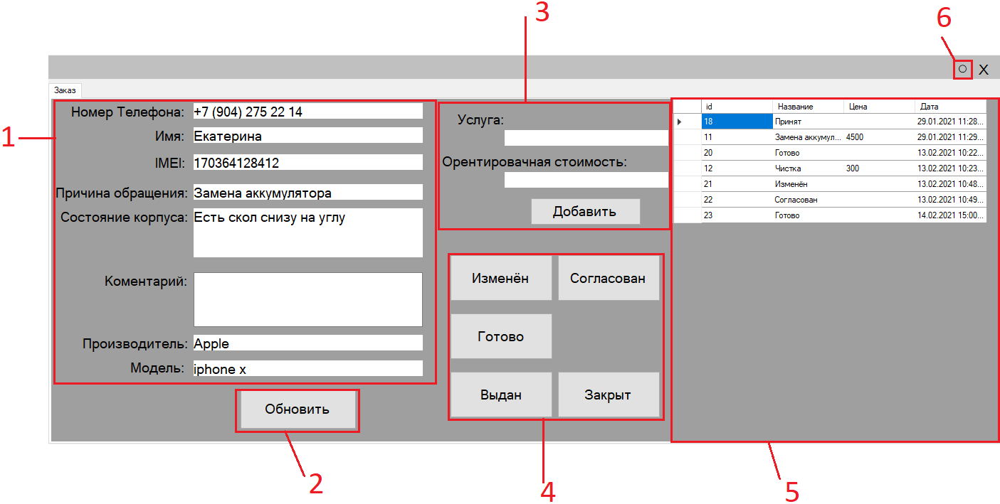 3
6
X
Заказ
1
Номер Телефона: +7 (904) 275 22 14
Имя: Екатерина
IMEI: 170364128412
Причина обращения: Замена аккумулятора
Состояние корпуса: Есть скол снизу на углу
Коментарий:
Производитель: Apple
Модель: iphone x
Обновить
2
Услуга:
Орентировачная стоимость:
Добавить
Изменён Согласован
Готово
Выдан Закрыт
4
id Название Цена Дата
18 Принят 29.01.2021 11:28...
11 Замена аккумул... 4500 29.01.2021 11:29...
20 Готово 13.02.2021 10:22...
12 Чистка 300 13.02.2021 10:23...
21 Изменён 13.02.2021 10:48...
22 Согласован 13.02.2021 10:49...
23 Готово 14.02.2021 15:00...
5